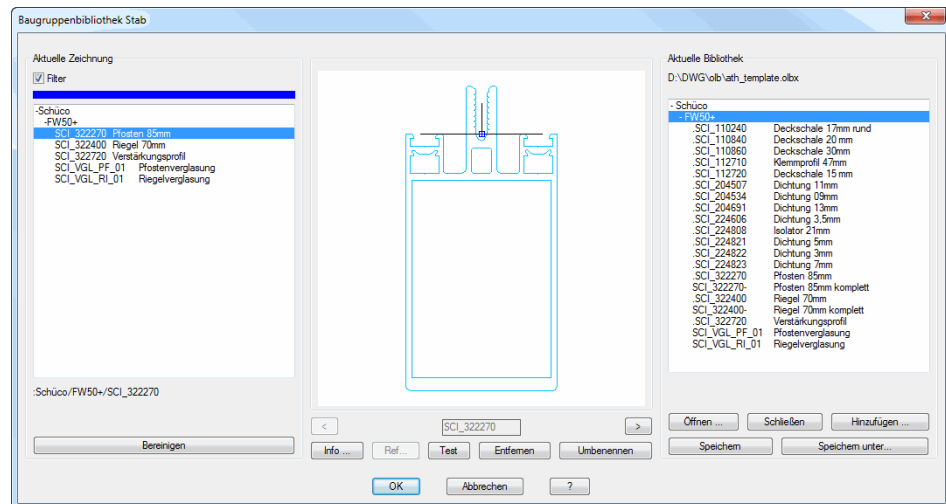 Baugruppenbibliothek Stab
Aktuelle Zeichnung
Filter
-Schüco
-FW50+
SCI_322270 Pfosten 85mm
SCI_322400 Riegel 70mm
SCI_322720 Verstärkungsprofil
SCI_VGL_PF_01 Pfostenverglasung
SCI_VGL_RI_01 Riegelverglasung
:Schüco/FW50+/SCI_322270
Bereinigen
< SCI_322270 >
Info ... Ref... Test Entfernen Umbenennen
OK Abbrechen ?
Aktuelle Bibliothek
D:\DWG\olb\ath_template.olbx
- Schüco
- FW50+
.SCI_110240 Deckschale 17mm rund
.SCI_110840 Deckschale 20 mm
.SCI_110860 Deckschale 30mm
.SCI_112710 Klemmprofil 47mm
.SCI_112720 Deckschale 15 mm
.SCI_204507 Dichtung 11mm
.SCI_204534 Dichtung 09mm
.SCI_204691 Dichtung 13mm
.SCI_224606 Dichtung 3,5mm
.SCI_224808 Isolator 21mm
.SCI_224821 Dichtung 5mm
.SCI_224822 Dichtung 3mm
.SCI_224823 Dichtung 7mm
.SCI_322270 Pfosten 85mm
SCI_322270- Pfosten 85mm komplett
.SCI_322400 Riegel 70mm
SCI_322400- Riegel 70mm komplett
.SCI_322720 Verstärkungsprofil
SCI_VGL_PF_01 Pfostenverglasung
SCI_VGL_RI_01 Riegelverglasung
Öffnen ... Schließen Hinzufügen ...
Speichern Speichern unter...